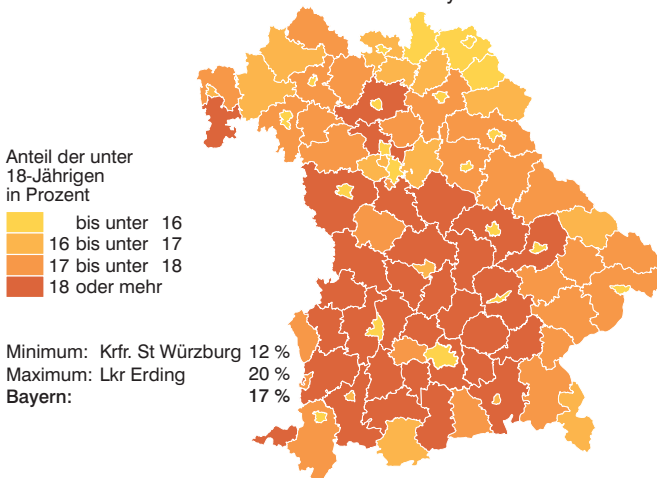 Anteil der unter
18-Jährigen
in Prozent
bis unter 16
16 bis unter 17
17 bis unter 18
18 oder mehr
Minimum: Krfr. St Würzburg 12 %
Maximum: Lkr Erding 20 %
Bayern: 17 %